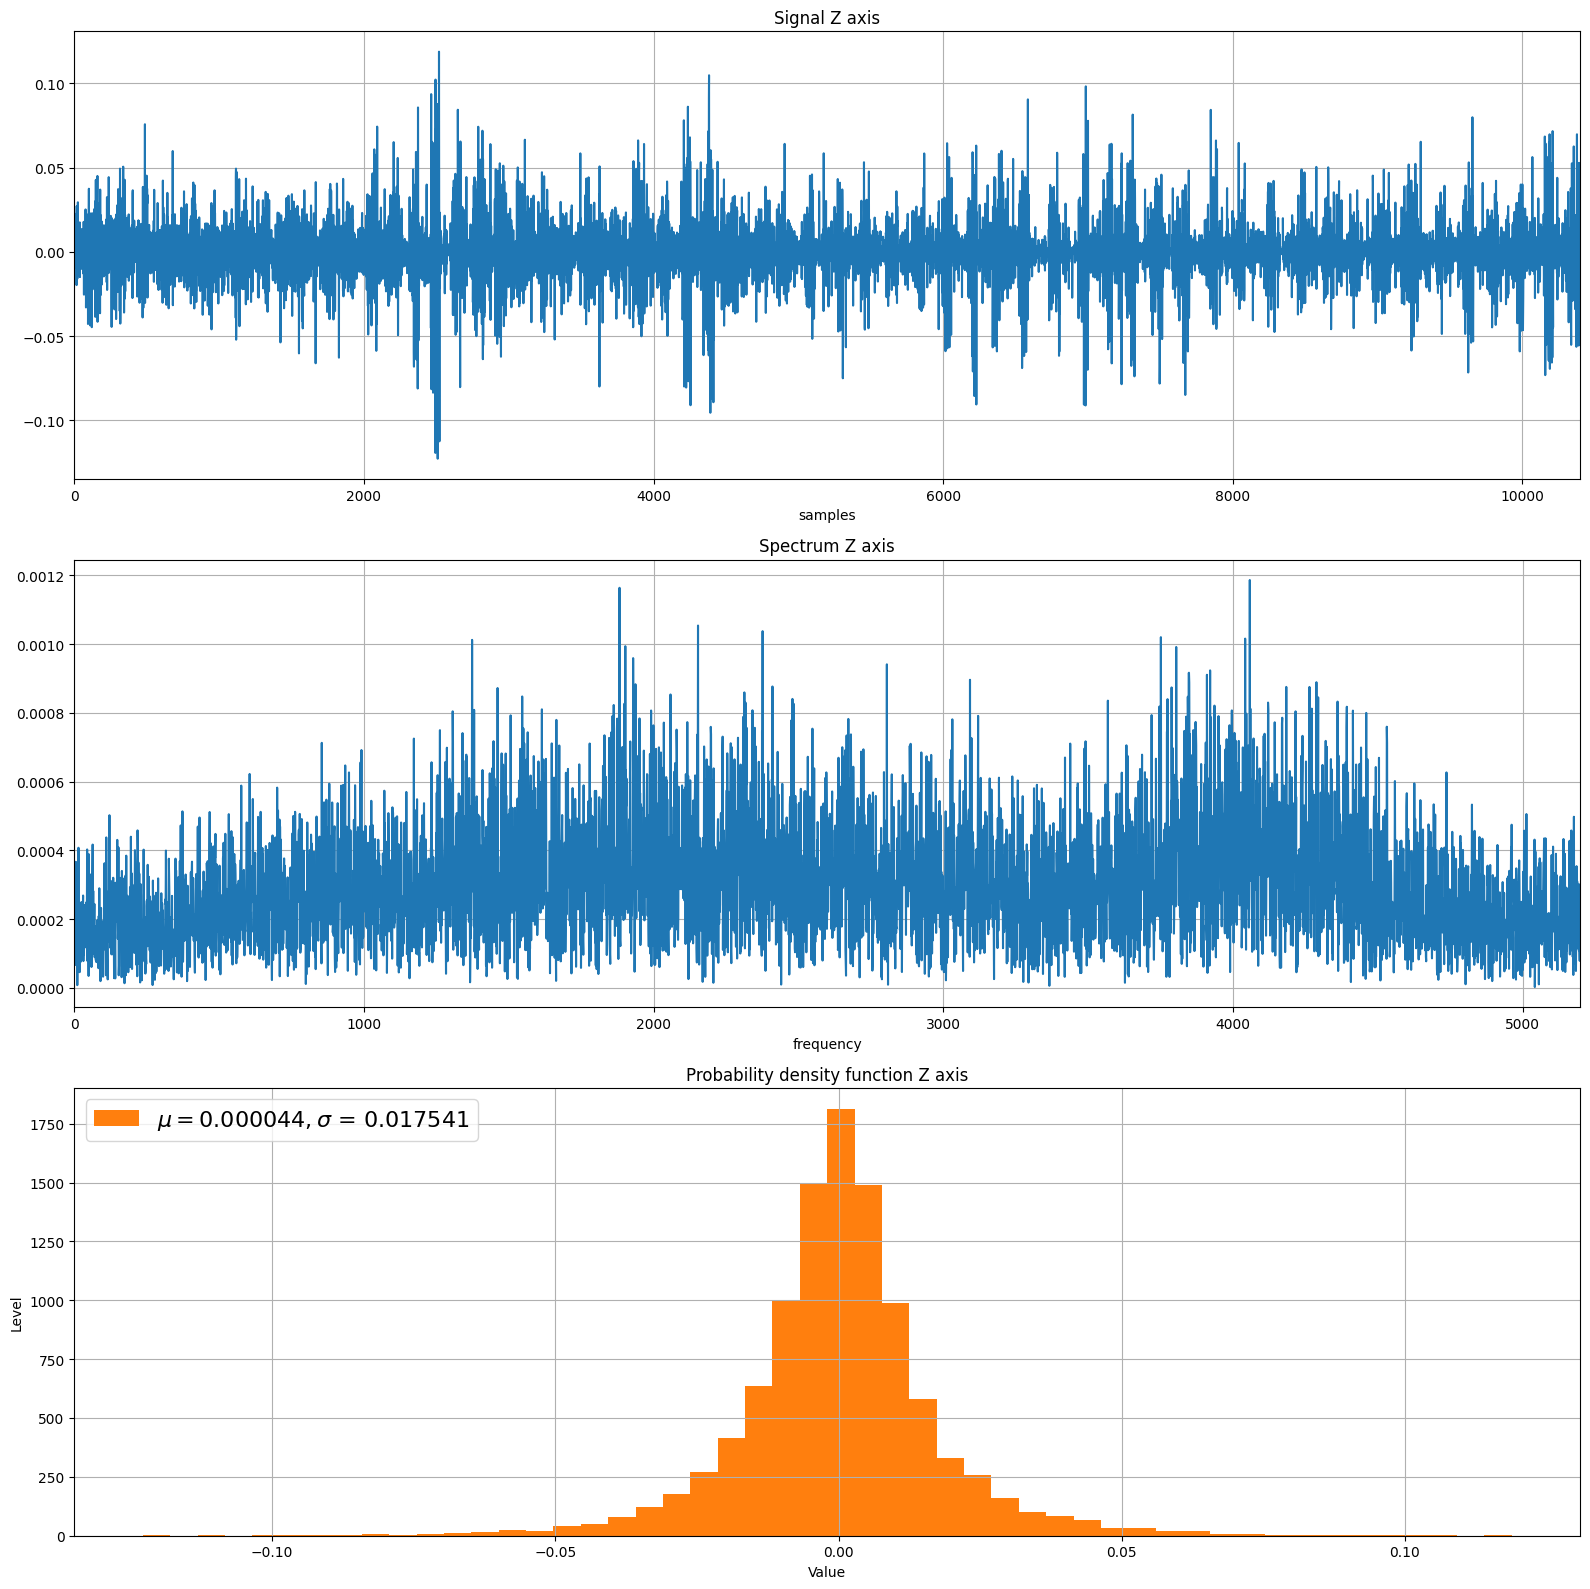 Signal Z axis
0.10
0.05
0.00
−0.05
−0.10
0 2000 4000 6000 8000 10000
samples
Spectrum Z axis
0.0012
0.0010
0.0008
0.0006
0.0004
0.0002
0.0000
0 1000 2000 3000 4000 5000
frequency
Probability density function Z axis
μ = 0.000044, σ = 0.017541
1750
1500
1250
1000
750
500
250
0
Level
−0.10 −0.05 0.00 0.05 0.10
Value